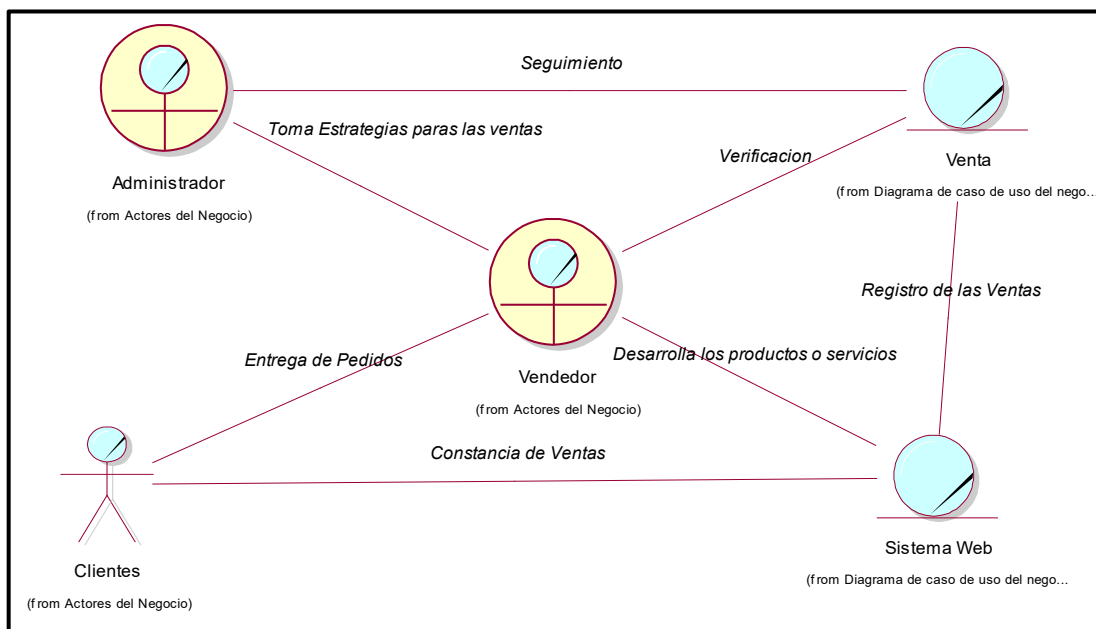 Seguimiento
Toma Estrategias paras las ventas
Verificacion
Administrador
(from Actores del Negocio)
Venta
(from Diagrama de caso de uso del nego...
Registro de las Ventas
Entrega de Pedidos
Desarrolla los productos o servicios
Vendedor
(from Actores del Negocio)
Constancia de Ventas
Clientes
(from Actores del Negocio)
Sistema Web
(from Diagrama de caso de uso del nego...